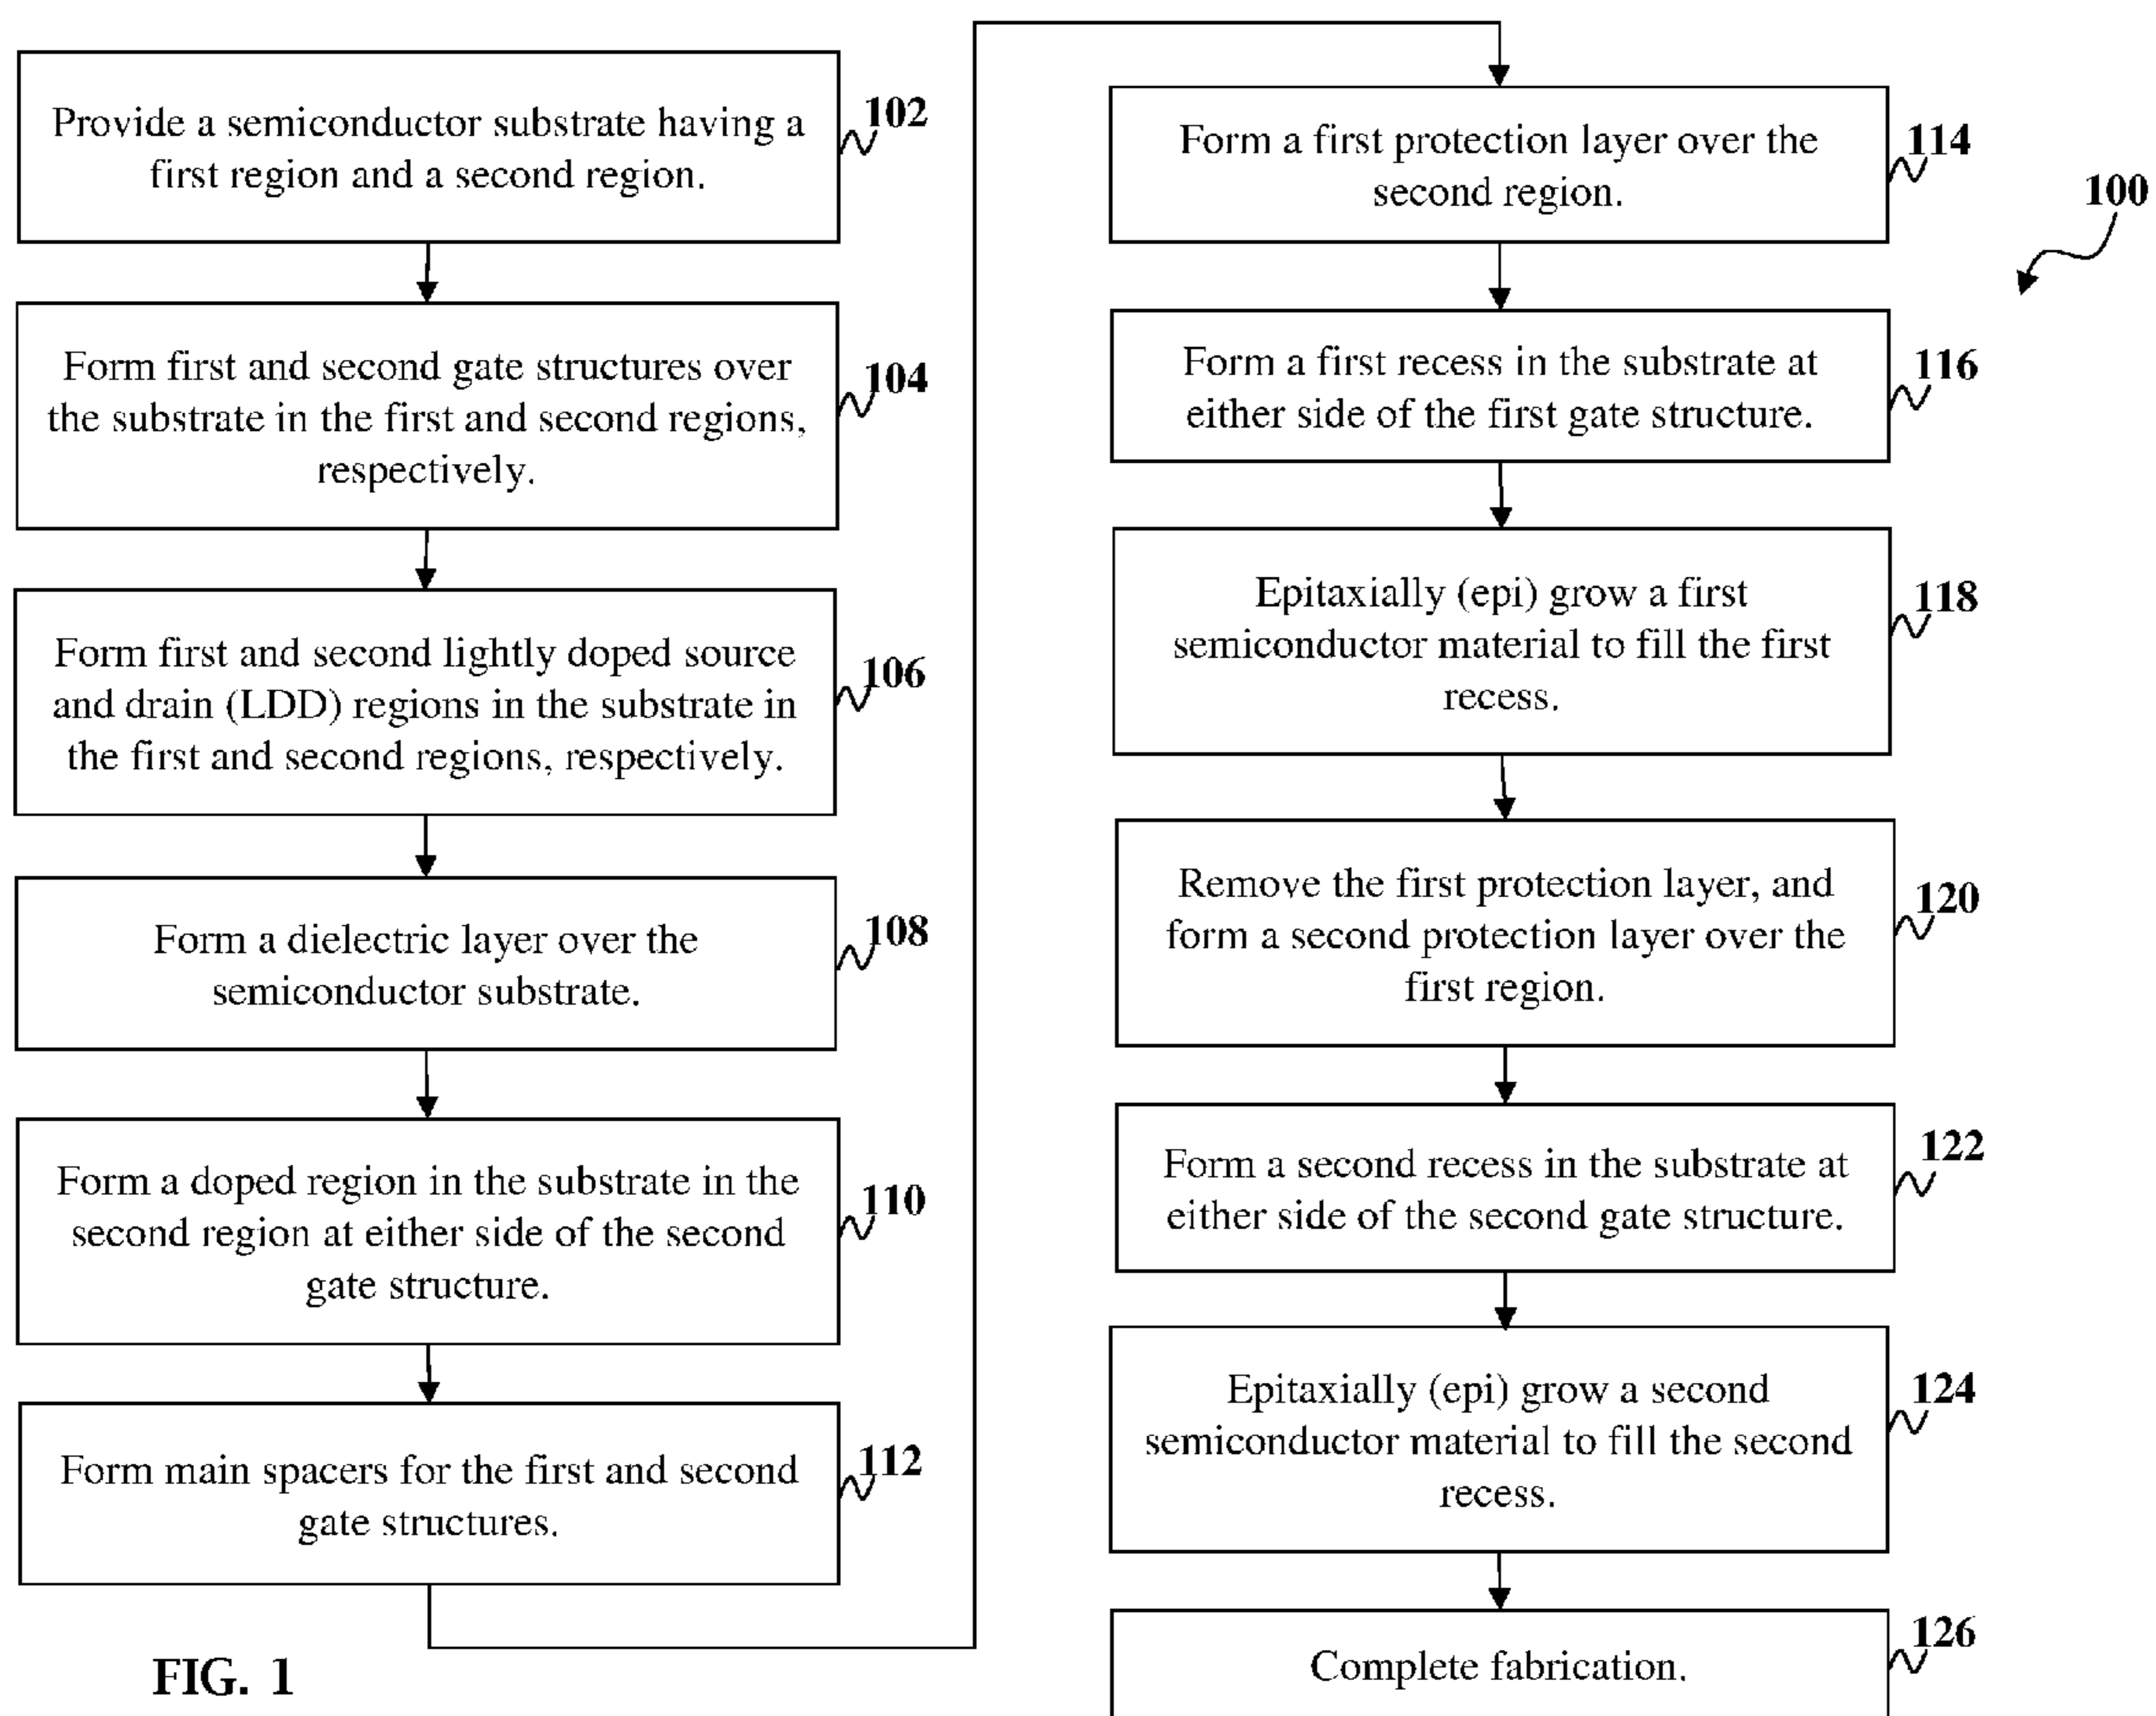 Provide a semiconductor substrate having a
first region and a second region.
102
Form first and second gate structures over
the substrate in the first and second regions,
respectively.
104
Form first and second lightly doped source
and drain (LDD) regions in the substrate in
the first and second regions, respectively.
106
Form a dielectric layer over the
semiconductor substrate.
108
Form a doped region in the substrate in the
second region at either side of the second
gate structure.
110
Form main spacers for the first and second
gate structures.
112
Form a first protection layer over the
second region.
114
100
Form a first recess in the substrate at
either side of the first gate structure.
116
Epitaxially (epi) grow a first
semiconductor material to fill the first
recess.
118
Remove the first protection layer, and
form a second protection layer over the
first region.
120
Form a second recess in the substrate at
either side of the second gate structure.
122
Epitaxially (epi) grow a second
semiconductor material to fill the second
recess.
124
Complete fabrication.
126
FIG. 1